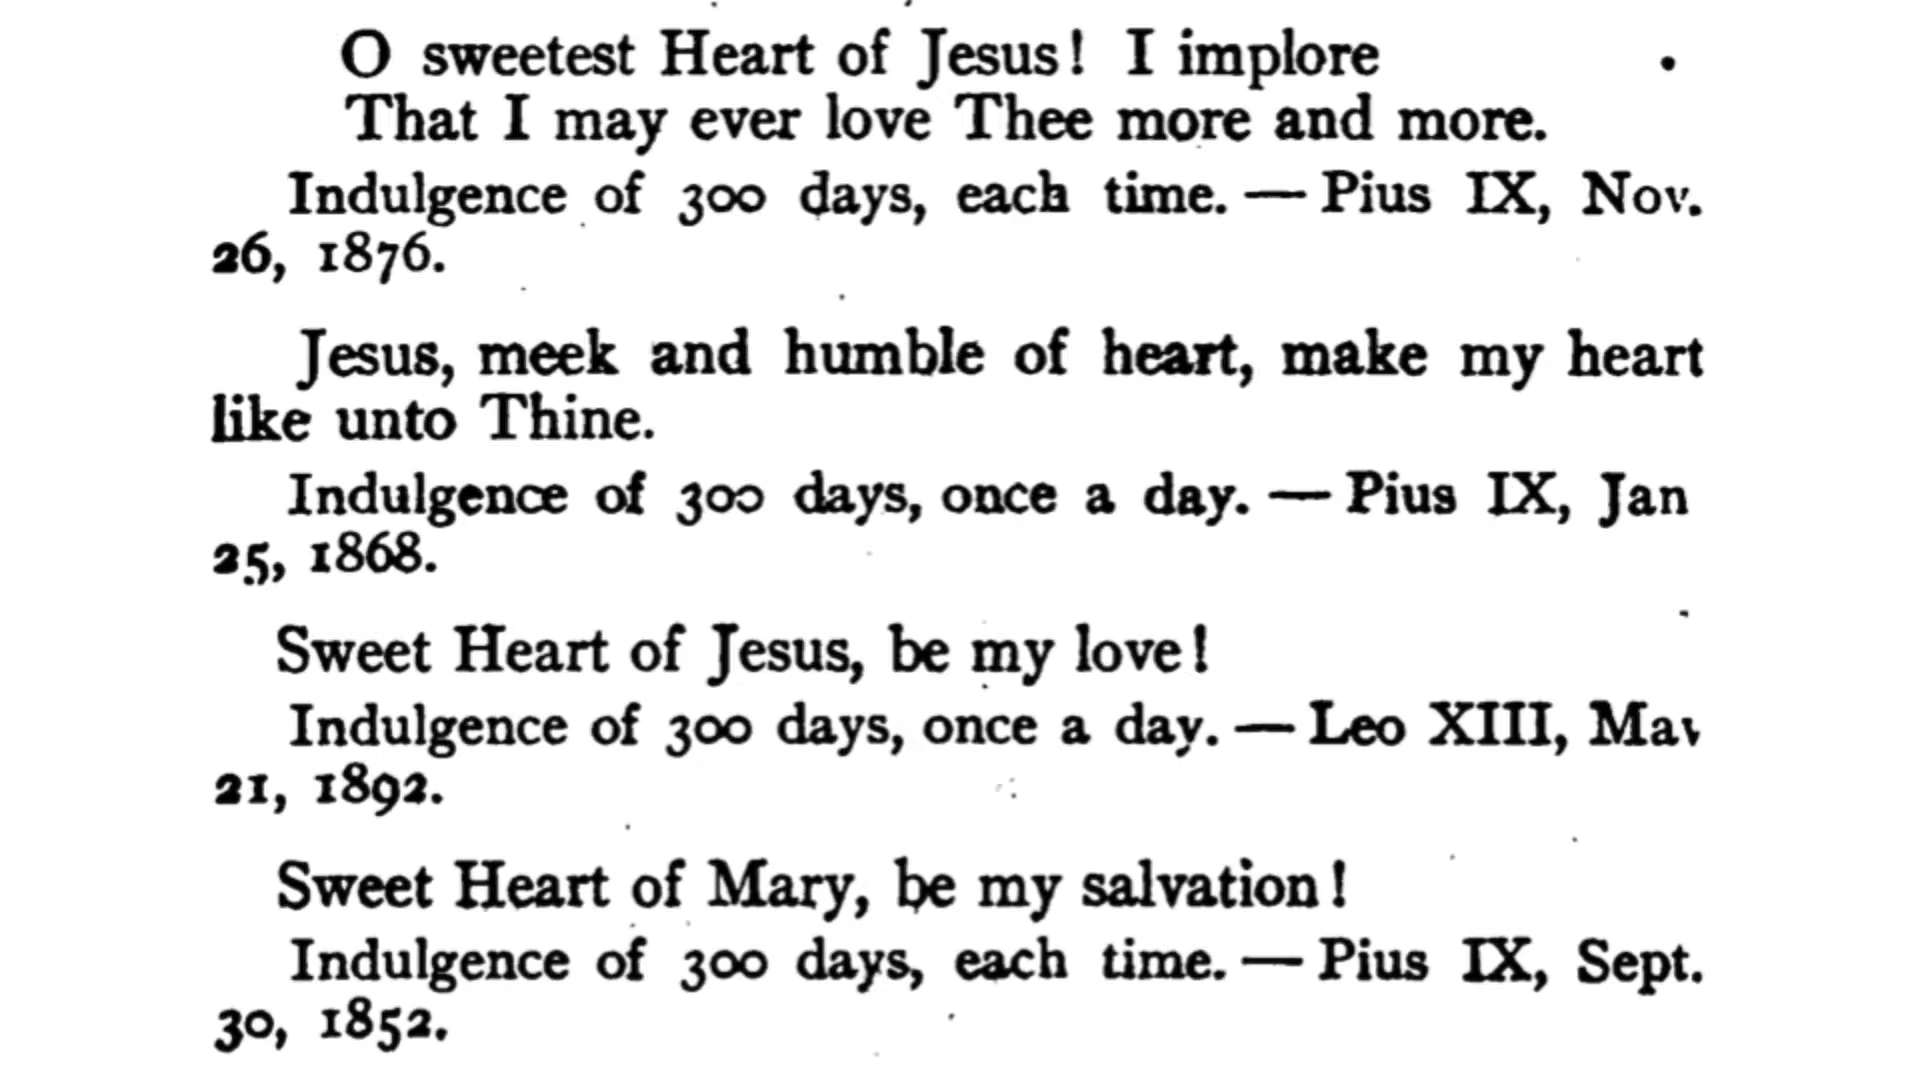 O sweetest Heart of Jesus! I implore
That I may ever love Thee more and more.
Indulgence of 300 days, each time. — Pius IX, Nov.
26, 1876.
Jesus, meek and humble of heart, make my heart
like unto Thine.
Indulgence of 300 days, once a day. — Pius IX, Jan
25, 1868.
Sweet Heart of Jesus, be my love!
Indulgence of 300 days, once a day. — Leo XIII, May
21, 1892.
Sweet Heart of Mary, be my salvation!
Indulgence of 300 days, each time. — Pius IX, Sept.
30, 1852.